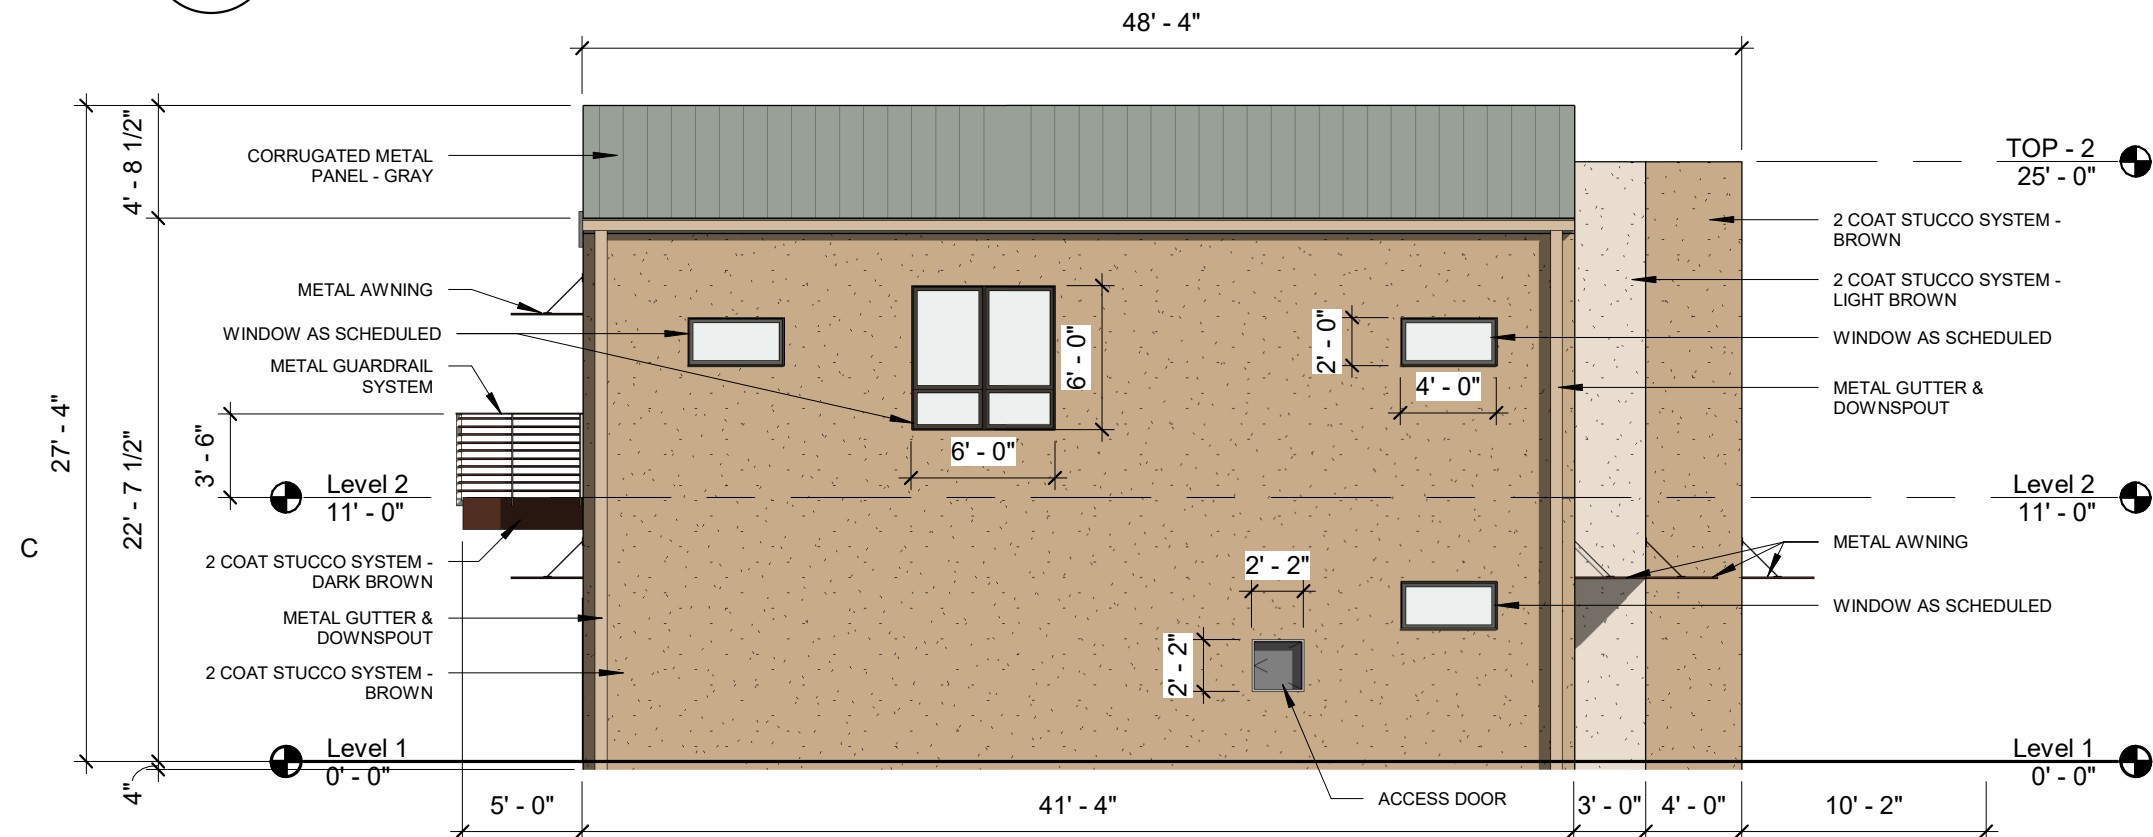 48' - 4"
4' - 8 1/2"
CORRUGATED METAL
PANEL - GRAY
TOP - 2
25' - 0"
2 COAT STUCCO SYSTEM -
BROWN
METAL AWNING
2 COAT STUCCO SYSTEM -
LIGHT BROWN
WINDOW AS SCHEDULED
6' - 0"
2' - 0"
WINDOW AS SCHEDULED
METAL GUARDRAIL
SYSTEM
4' - 0"
METAL GUTTER &
DOWNSPOUT
27' - 4"
22' - 7 1/2"
3' - 6"
6' - 0"
Level 2
11' - 0"
Level 2
11' - 0"
C
2 COAT STUCCO SYSTEM -
DARK BROWN
2' - 2"
METAL AWNING
METAL GUTTER &
DOWNSPOUT
WINDOW AS SCHEDULED
2' - 2"
2 COAT STUCCO SYSTEM -
BROWN
Level 1
0' - 0"
Level 1
0' - 0"
4"
5' - 0"
41' - 4"
ACCESS DOOR
3' - 0"
4' - 0"
10' - 2"